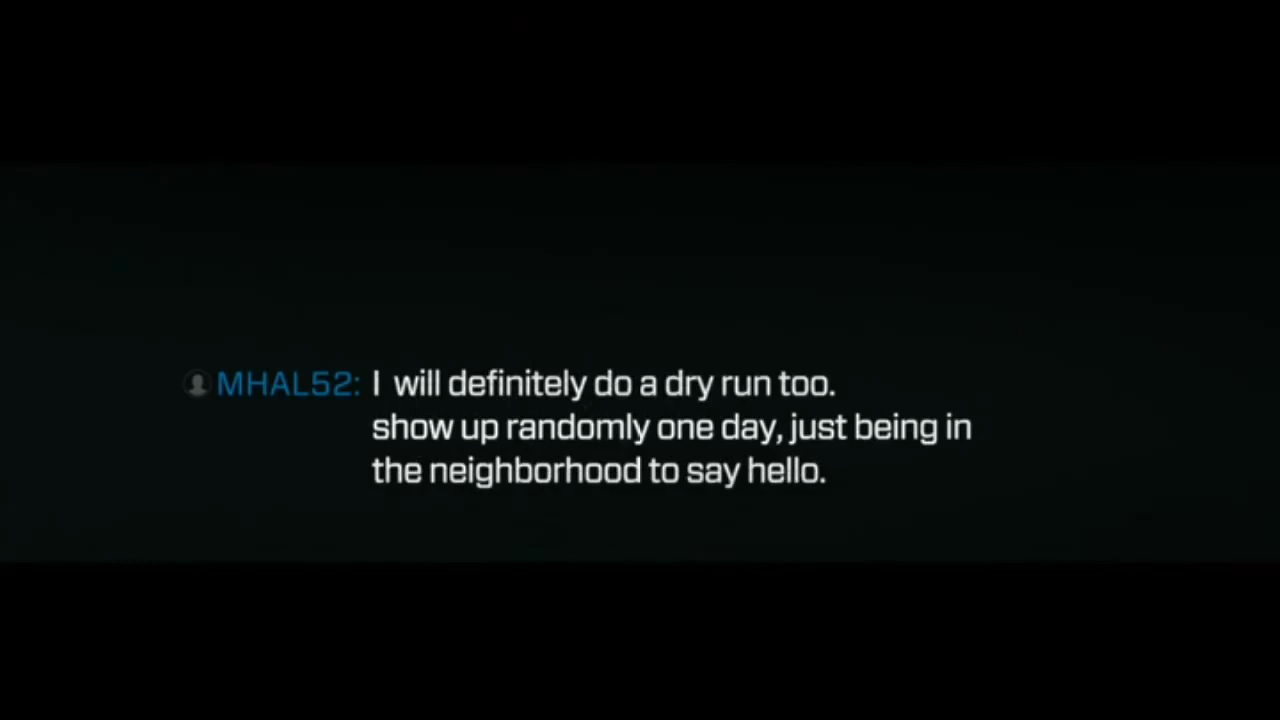 MHAL52: I will definitely do a dry run too.
show up randomly one day, just being in
the neighborhood to say hello.